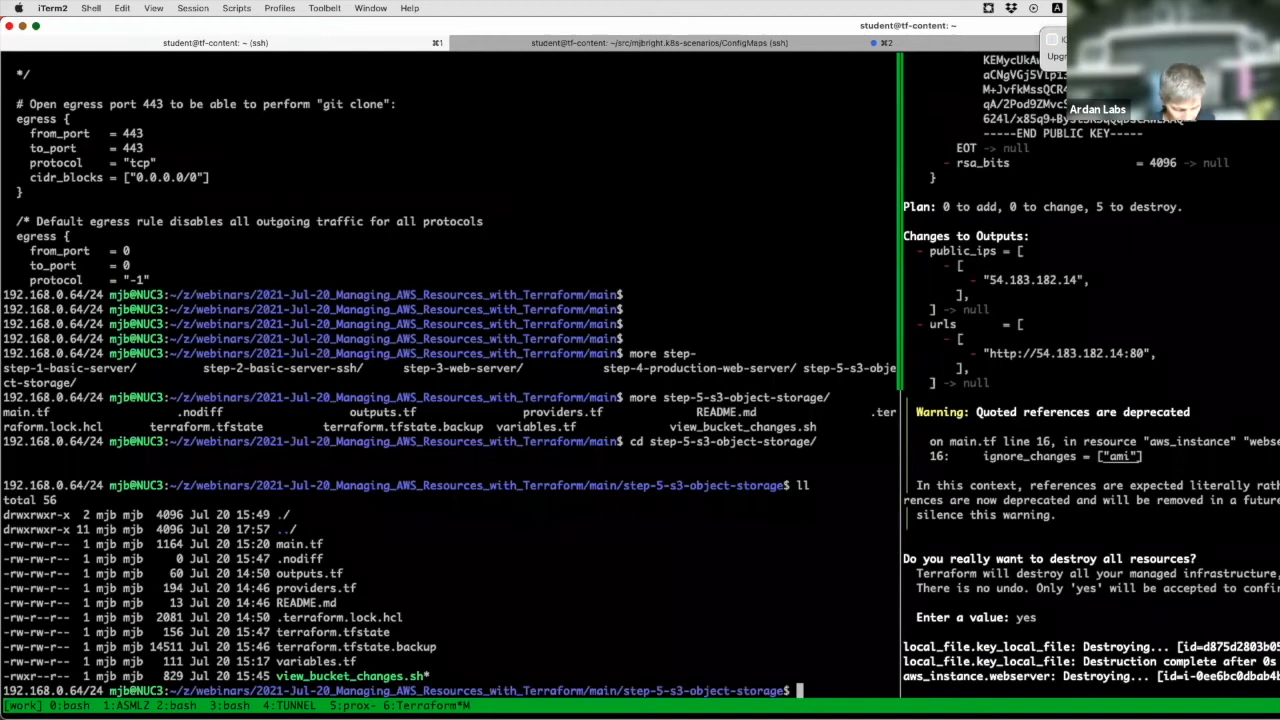 iTerm2 Shell Edit View Session Scripts Profiles Toolbelt Window Help
student@tf-content: ~
student@tf-content: ~ (ssh) ⌘1 student@tf-content: ~/src/mjbright.k8s-scenarios/ConfigMaps (ssh) ⌘2
Upgr
Ardan Labs
*/
# Open egress port 443 to be able to perform "git clone":
egress {
from_port = 443
to_port = 443
protocol = "tcp"
cidr_blocks = ["0.0.0.0/0"]
}
/* Default egress rule disables all outgoing traffic for all protocols
egress {
from_port = 0
to_port = 0
protocol = "-1"
192.168.0.64/24 mjb@NUC3:~/z/webinars/2021-Jul-20_Managing_AWS_Resources_with_Terraform/main$
192.168.0.64/24 mjb@NUC3:~/z/webinars/2021-Jul-20_Managing_AWS_Resources_with_Terraform/main$
192.168.0.64/24 mjb@NUC3:~/z/webinars/2021-Jul-20_Managing_AWS_Resources_with_Terraform/main$
192.168.0.64/24 mjb@NUC3:~/z/webinars/2021-Jul-20_Managing_AWS_Resources_with_Terraform/main$
192.168.0.64/24 mjb@NUC3:~/z/webinars/2021-Jul-20_Managing_AWS_Resources_with_Terraform/main$ more step-
step-1-basic-server/ step-2-basic-server-ssh/ step-3-web-server/ step-4-production-web-server/ step-5-s3-obje
ct-storage/
192.168.0.64/24 mjb@NUC3:~/z/webinars/2021-Jul-20_Managing_AWS_Resources_with_Terraform/main$ more step-5-s3-object-storage/
main.tf .nodiff outputs.tf providers.tf README.md .ter
raform.lock.hcl terraform.tfstate terraform.tfstate.backup variables.tf view_bucket_changes.sh
192.168.0.64/24 mjb@NUC3:~/z/webinars/2021-Jul-20_Managing_AWS_Resources_with_Terraform/main$ cd step-5-s3-object-storage/
192.168.0.64/24 mjb@NUC3:~/z/webinars/2021-Jul-20_Managing_AWS_Resources_with_Terraform/main/step-5-s3-object-storage$ ll
total 56
drwxrwxr-x 2 mjb mjb 4096 Jul 20 15:49 ./
drwxrwxr-x 11 mjb mjb 4096 Jul 20 17:57 ../
-rw-rw-r-- 1 mjb mjb 1164 Jul 20 15:20 main.tf
-rw-rw-r-- 1 mjb mjb 0 Jul 20 15:47 .nodiff
-rw-rw-r-- 1 mjb mjb 60 Jul 20 14:50 outputs.tf
-rw-rw-r-- 1 mjb mjb 194 Jul 20 14:46 providers.tf
-rw-rw-r-- 1 mjb mjb 13 Jul 20 14:46 README.md
-rw-rw-r-- 1 mjb mjb 2081 Jul 20 14:50 .terraform.lock.hcl
-rw-rw-r-- 1 mjb mjb 156 Jul 20 15:47 terraform.tfstate
-rw-rw-r-- 1 mjb mjb 14511 Jul 20 15:46 terraform.tfstate.backup
-rw-rw-r-- 1 mjb mjb 111 Jul 20 15:17 variables.tf
-rwxr--r-- 1 mjb mjb 829 Jul 20 15:45 view_bucket_changes.sh*
192.168.0.64/24 mjb@NUC3:~/z/webinars/2021-Jul-20_Managing_AWS_Resources_with_Terraform/main/step-5-s3-object-storage$
KEMycUkA
aCNgVGj5Vlp1
M+JvfkMssQCR4
qA/2Pod9ZMvcS
-----END PUBLIC KEY-----
EOT -> null
- rsa_bits = 4096 -> null
}
Plan: 0 to add, 0 to change, 5 to destroy.
Changes to Outputs:
- public_ips = [
- [
- "54.183.182.14",
],
] -> null
- urls = [
- [
- "http://54.183.182.14:80",
],
] -> null
Warning: Quoted references are deprecated
on main.tf line 16, in resource "aws_instance" "webse
16: ignore_changes = ["ami"]
In this context, references are expected literally rath
rences are now deprecated and will be removed in a future
silence this warning.
Do you really want to destroy all resources?
Terraform will destroy all your managed infrastructure,
There is no undo. Only 'yes' will be accepted to confir
Enter a value: yes
local_file.key_local_file: Destroying... [id=d875d2803b05
local_file.key_local_file: Destruction complete after 0s
aws_instance.webserver: Destroying... [id=i-0ee6bc0dbab4b
[work] 0:bash 1:ASMLZ 2:bash 3:bash 4:TUNNEL 5:prox- 6:Terraform*M